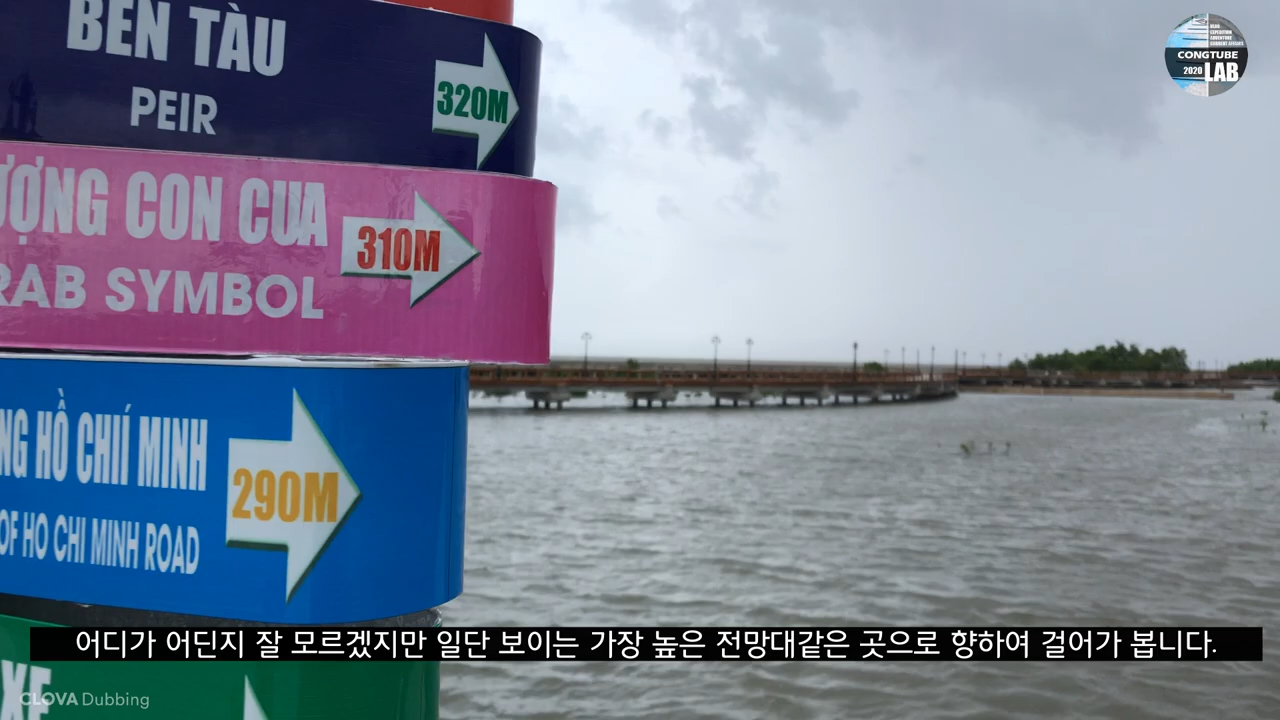 BẾN TÀU
320M
PEIR
ƯỢNG CON CUA
310M
RAB SYMBOL
NG HỒ CHÍ MINH
290M
OF HO CHI MINH ROAD
XE
CONGTUBE
2020 LAB
어디가 어딘지 잘 모르겠지만 일단 보이는 가장 높은 전망대같은 곳으로 향하여 걸어가 봅니다.
CLOVA Dubbing